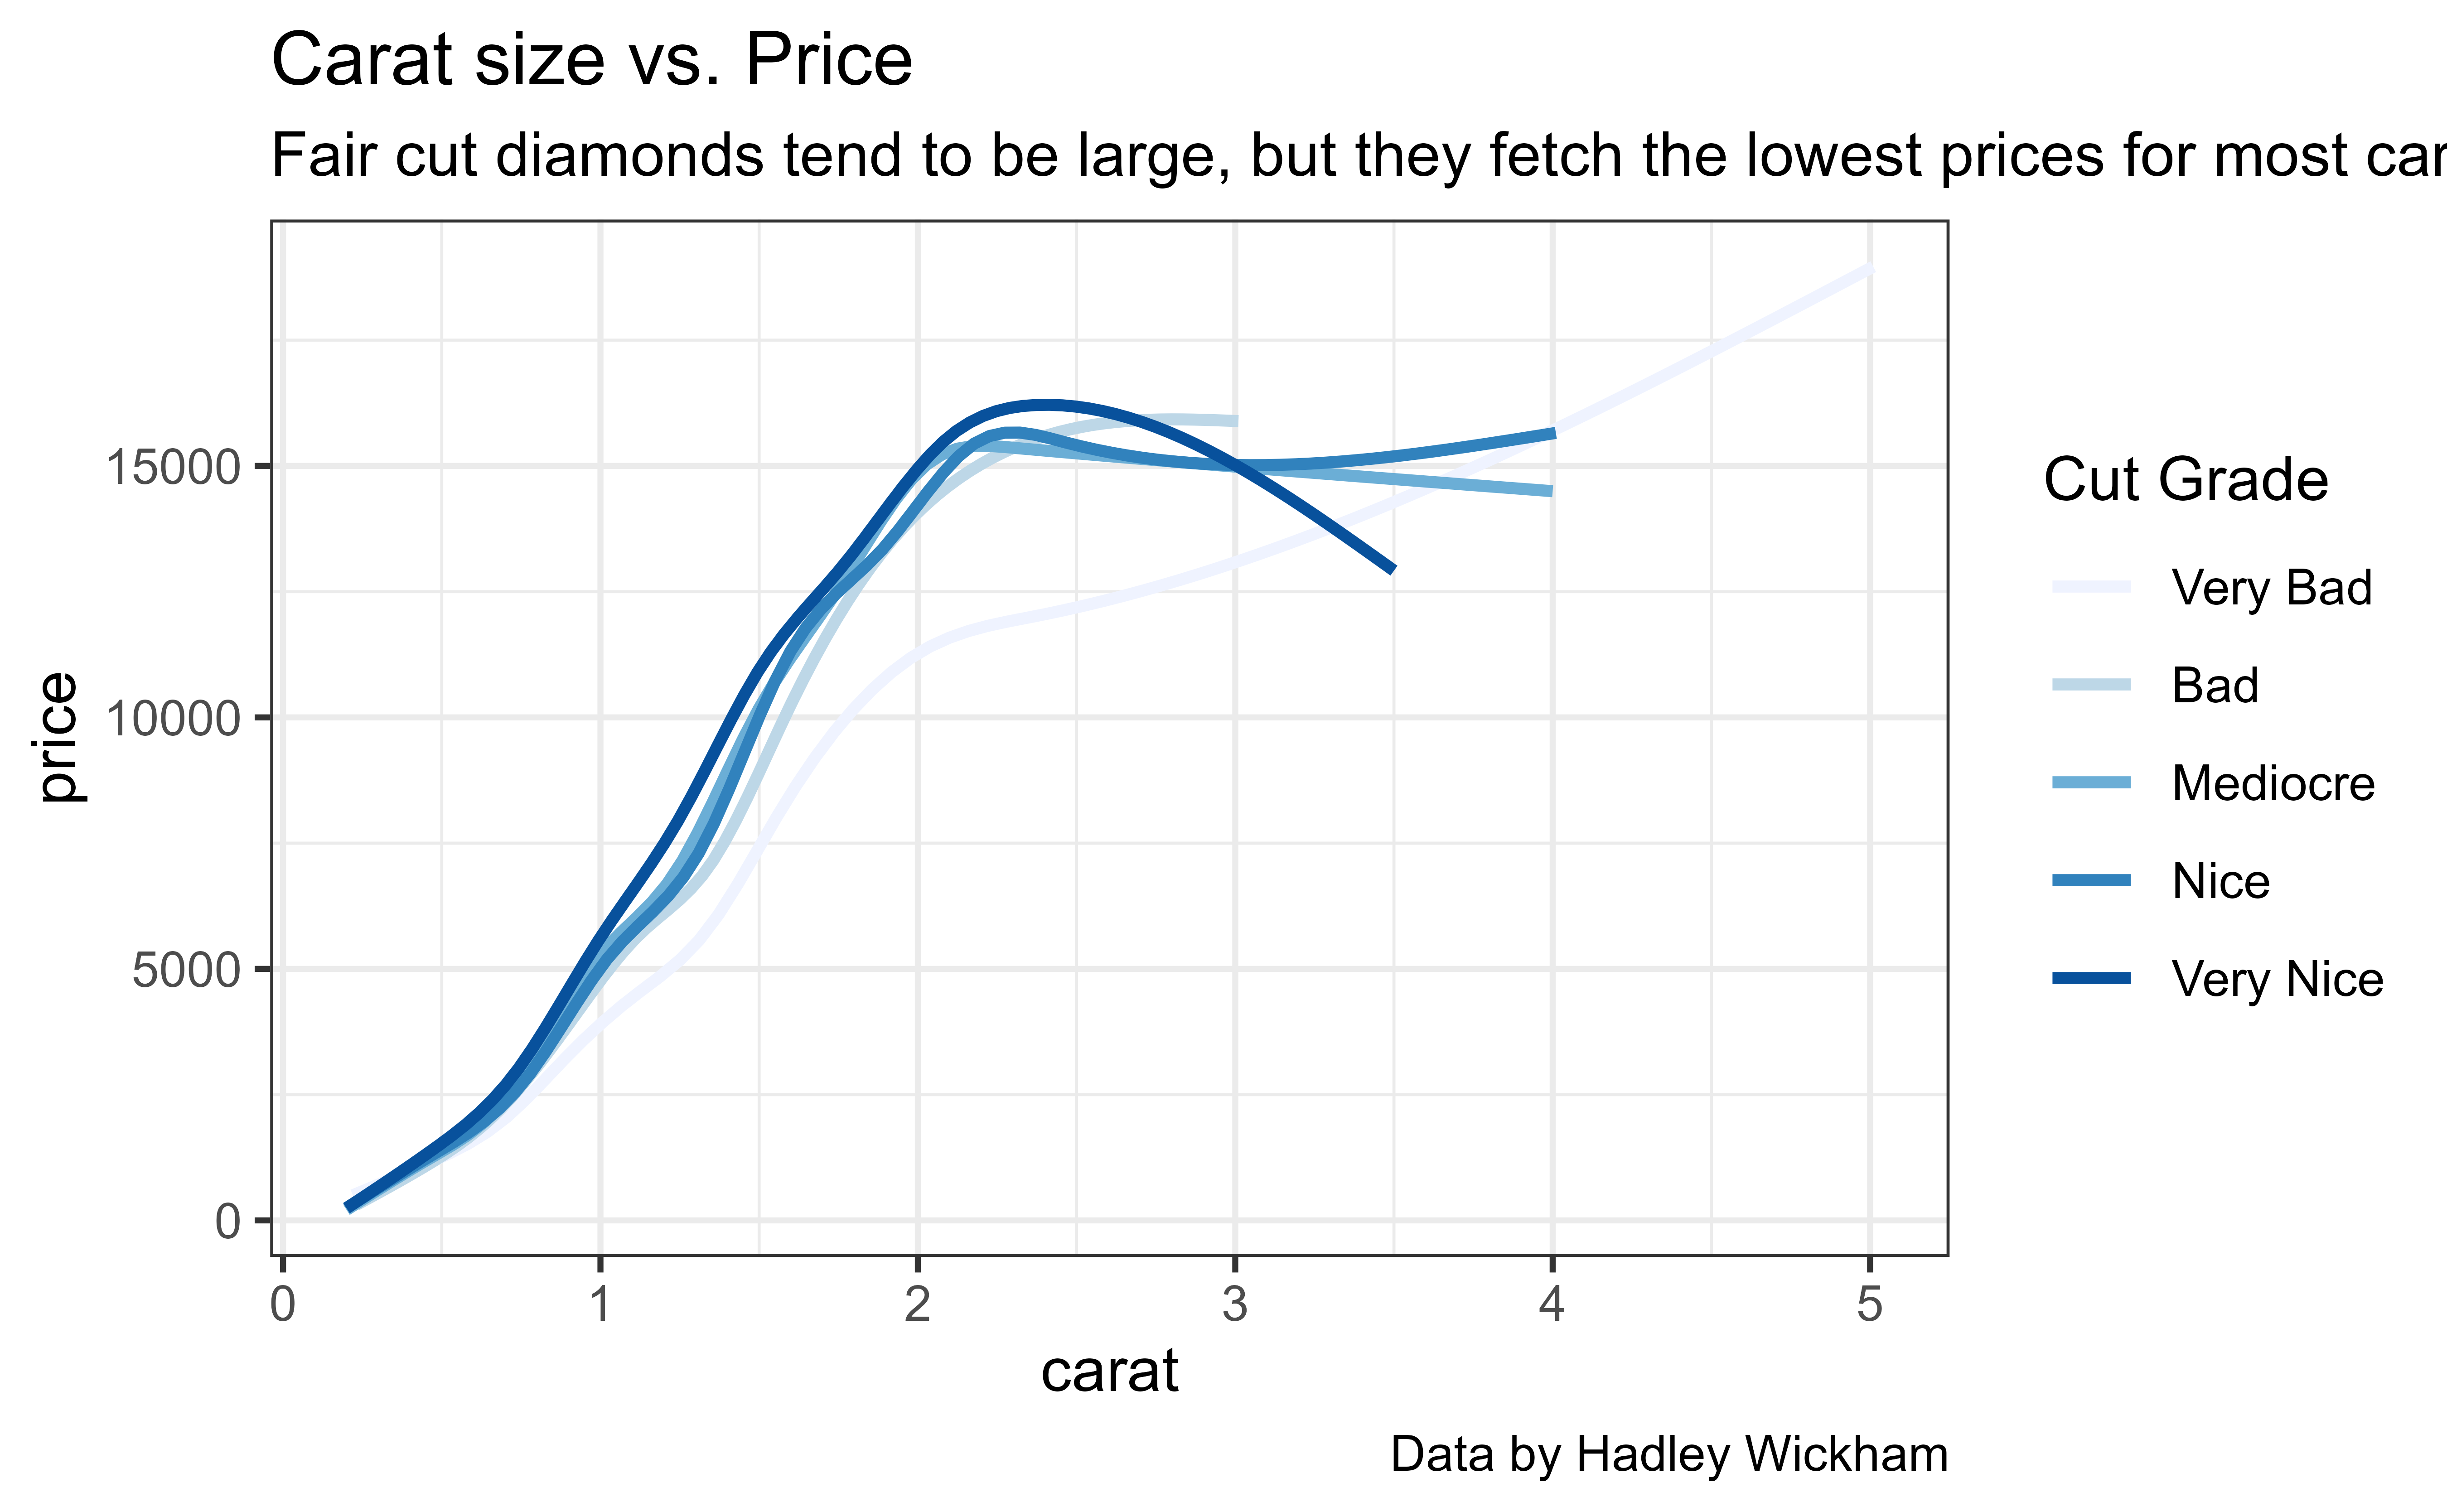 Carat size vs. Price
Fair cut diamonds tend to be large, but they fetch the lowest prices for most
price
15000
10000
5000
0
0 1 2 3 4 5
carat
Cut Grade
Very Bad
Bad
Mediocre
Nice
Very Nice
Data by Hadley Wickham